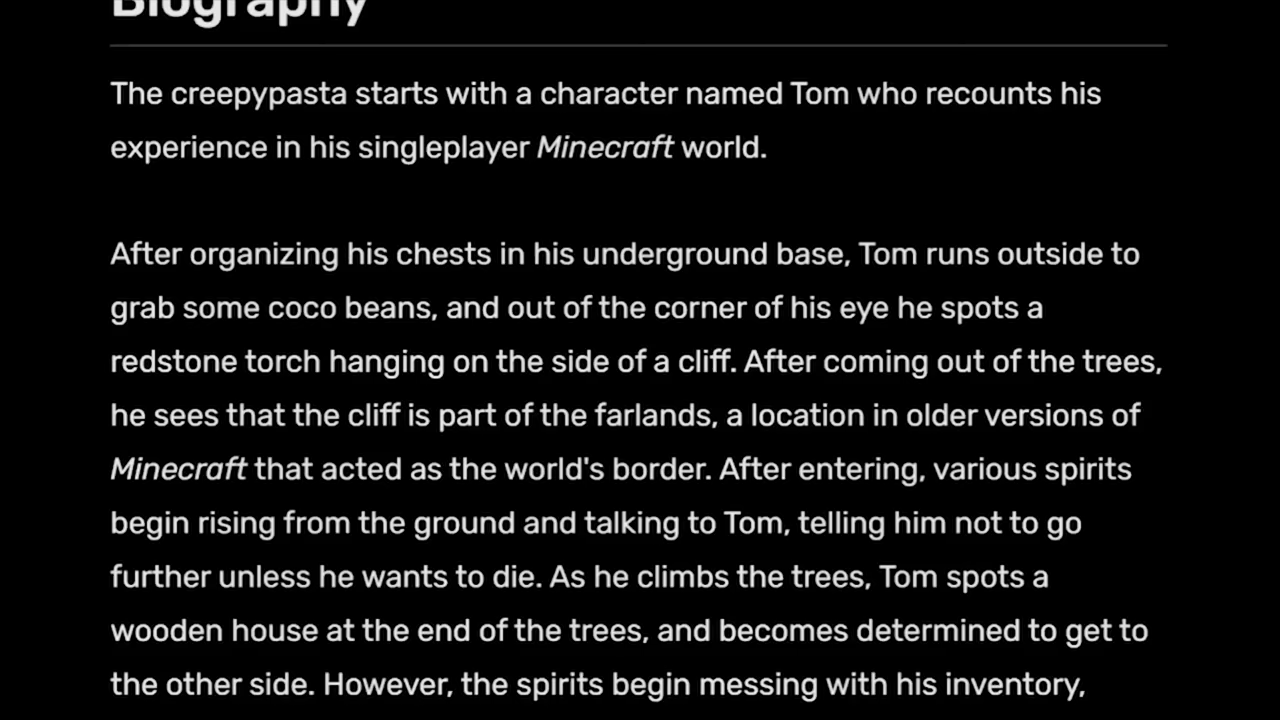 Biography
The creepypasta starts with a character named Tom who recounts his
experience in his singleplayer Minecraft world.
After organizing his chests in his underground base, Tom runs outside to
grab some coco beans, and out of the corner of his eye he spots a
redstone torch hanging on the side of a cliff. After coming out of the trees,
he sees that the cliff is part of the farlands, a location in older versions of
Minecraft that acted as the world's border. After entering, various spirits
begin rising from the ground and talking to Tom, telling him not to go
further unless he wants to die. As he climbs the trees, Tom spots a
wooden house at the end of the trees, and becomes determined to get to
the other side. However, the spirits begin messing with his inventory,